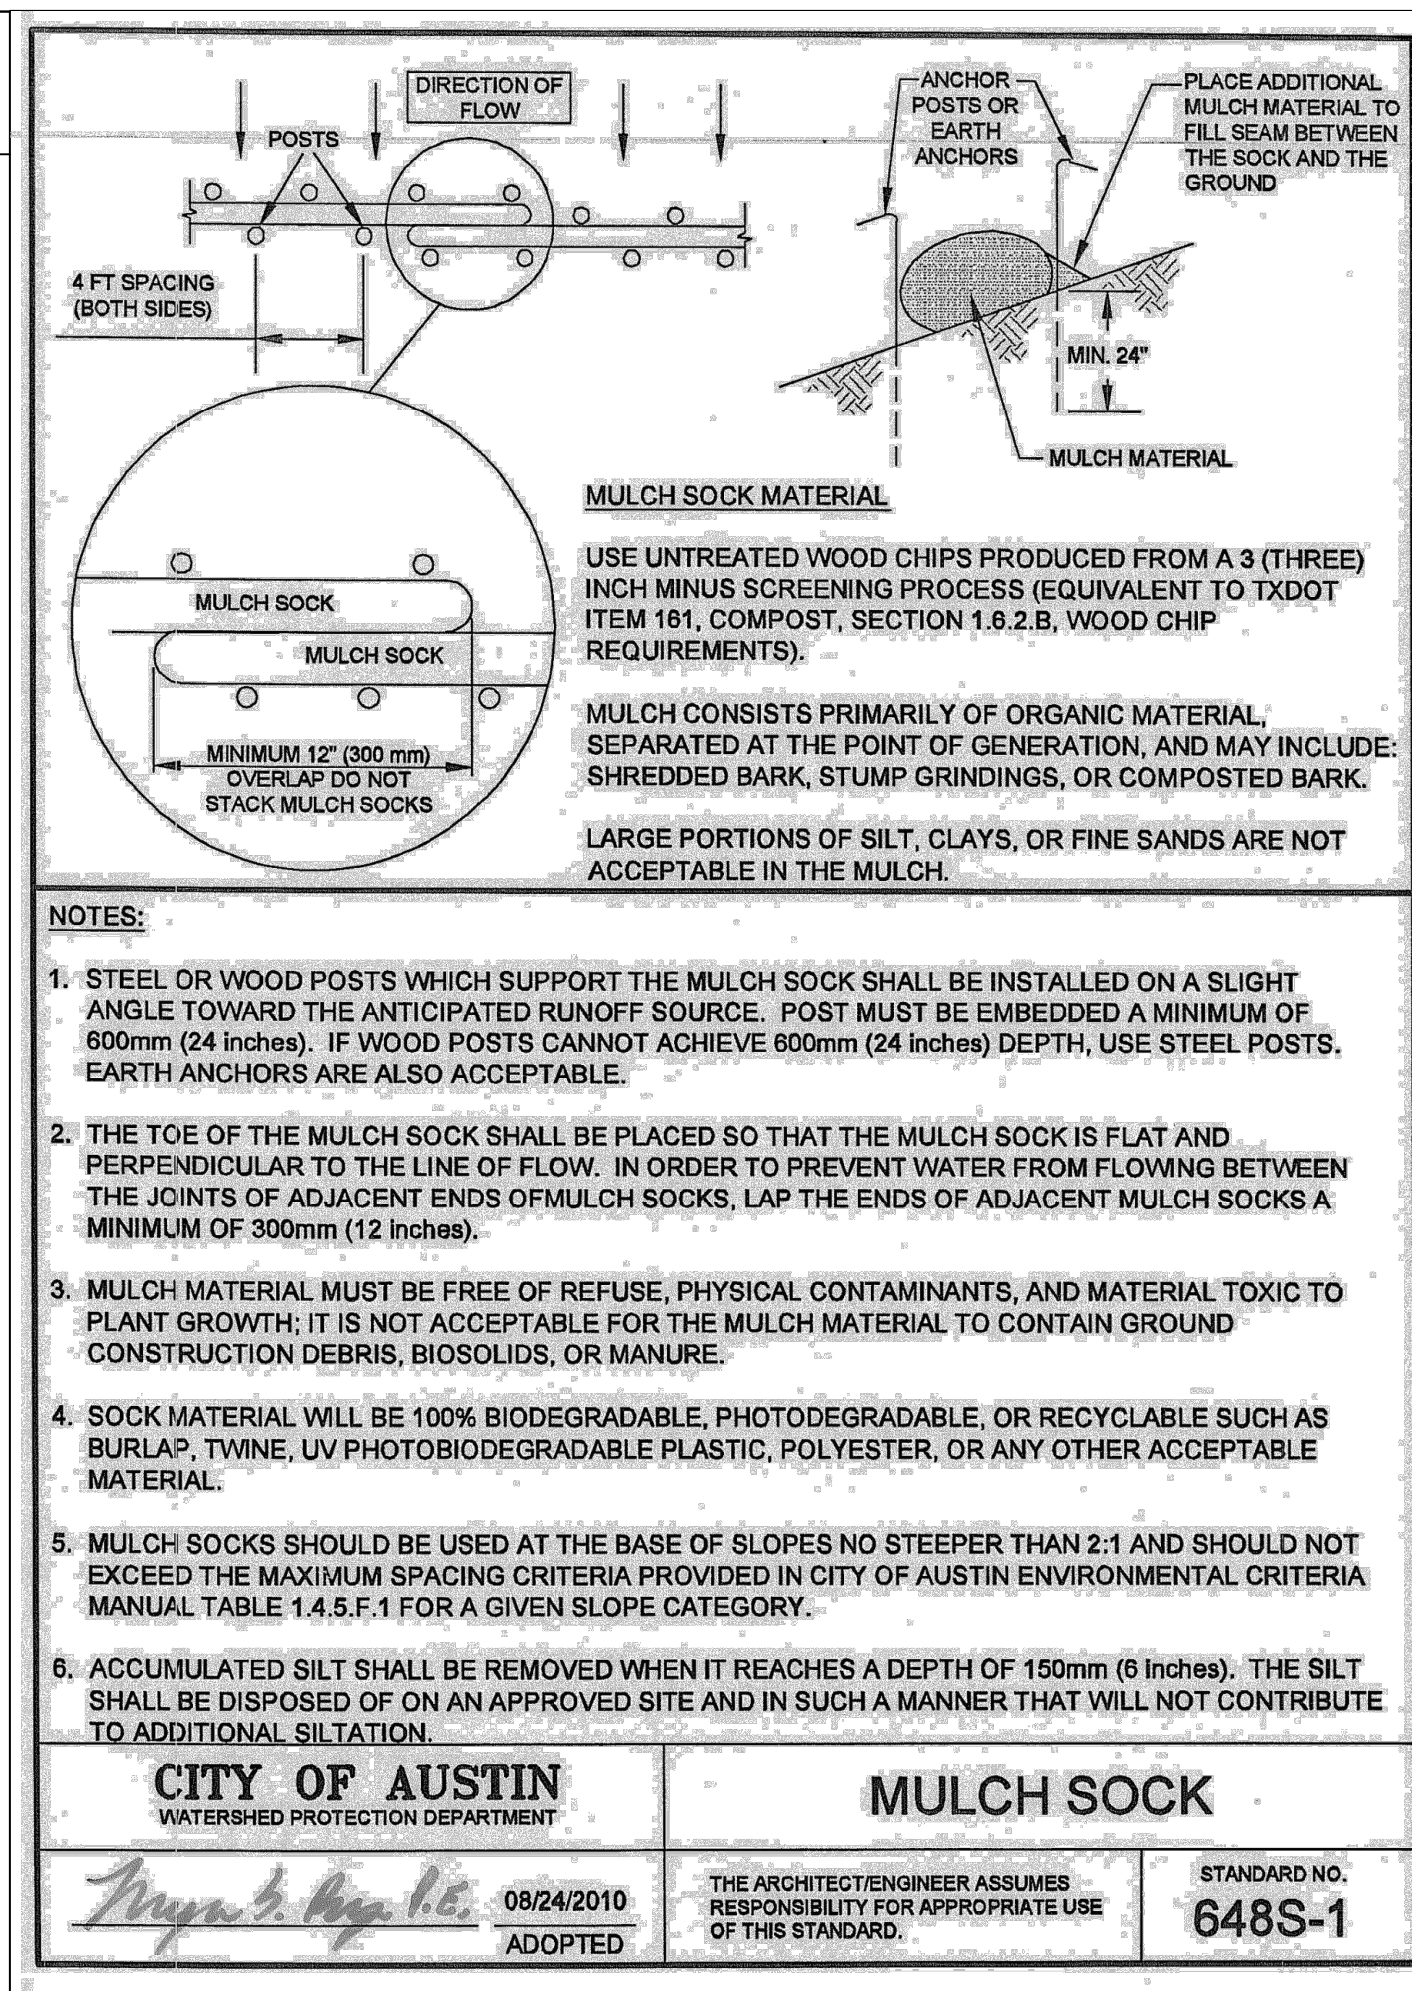 DIRECTION OF
FLOW
POSTS
4 FT SPACING
(BOTH SIDES)
ANCHOR
POSTS OR
EARTH
ANCHORS
PLACE ADDITIONAL
MULCH MATERIAL TO
FILL SEAM BETWEEN
THE SOCK AND THE
GROUND
MIN. 24"
MULCH MATERIAL
MULCH SOCK
MULCH SOCK
MINIMUM 12" (300 mm)
OVERLAP DO NOT
STACK MULCH SOCKS
MULCH SOCK MATERIAL
USE UNTREATED WOOD CHIPS PRODUCED FROM A 3 (THREE)
INCH MINUS SCREENING PROCESS (EQUIVALENT TO TXDOT
ITEM 161, COMPOST, SECTION 1.6.2.B, WOOD CHIP
REQUIREMENTS).
MULCH CONSISTS PRIMARILY OF ORGANIC MATERIAL,
SEPARATED AT THE POINT OF GENERATION, AND MAY INCLUDE:
SHREDDED BARK, STUMP GRINDINGS, OR COMPOSTED BARK.
LARGE PORTIONS OF SILT, CLAYS, OR FINE SANDS ARE NOT
ACCEPTABLE IN THE MULCH.
NOTES:
1. STEEL OR WOOD POSTS WHICH SUPPORT THE MULCH SOCK SHALL BE INSTALLED ON A SLIGHT
ANGLE TOWARD THE ANTICIPATED RUNOFF SOURCE. POST MUST BE EMBEDDED A MINIMUM OF
600mm (24 inches). IF WOOD POSTS CANNOT ACHIEVE 600mm (24 inches) DEPTH, USE STEEL POSTS.
EARTH ANCHORS ARE ALSO ACCEPTABLE.
2. THE TOE OF THE MULCH SOCK SHALL BE PLACED SO THAT THE MULCH SOCK IS FLAT AND
PERPENDICULAR TO THE LINE OF FLOW. IN ORDER TO PREVENT WATER FROM FLOWING BETWEEN
THE JOINTS OF ADJACENT ENDS OFMULCH SOCKS, LAP THE ENDS OF ADJACENT MULCH SOCKS A
MINIMUM OF 300mm (12 inches).
3. MULCH MATERIAL MUST BE FREE OF REFUSE, PHYSICAL CONTAMINANTS, AND MATERIAL TOXIC TO
PLANT GROWTH; IT IS NOT ACCEPTABLE FOR THE MULCH MATERIAL TO CONTAIN GROUND
CONSTRUCTION DEBRIS, BIOSOLIDS, OR MANURE.
4. SOCK MATERIAL WILL BE 100% BIODEGRADABLE, PHOTODEGRADABLE, OR RECYCLABLE SUCH AS
BURLAP, TWINE, UV PHOTOBIODEGRADABLE PLASTIC, POLYESTER, OR ANY OTHER ACCEPTABLE
MATERIAL.
5. MULCH SOCKS SHOULD BE USED AT THE BASE OF SLOPES NO STEEPER THAN 2:1 AND SHOULD NOT
EXCEED THE MAXIMUM SPACING CRITERIA PROVIDED IN CITY OF AUSTIN ENVIRONMENTAL CRITERIA
MANUAL TABLE 1.4.5.F.1 FOR A GIVEN SLOPE CATEGORY.
6. ACCUMULATED SILT SHALL BE REMOVED WHEN IT REACHES A DEPTH OF 150mm (6 inches). THE SILT
SHALL BE DISPOSED OF ON AN APPROVED SITE AND IN SUCH A MANNER THAT WILL NOT CONTRIBUTE
TO ADDITIONAL SILTATION.
CITY OF AUSTIN
WATERSHED PROTECTION DEPARTMENT
MULCH SOCK
P.E.
08/24/2010
ADOPTED
THE ARCHITECT/ENGINEER ASSUMES
RESPONSIBILITY FOR APPROPRIATE USE
OF THIS STANDARD.
STANDARD NO.
648S-1